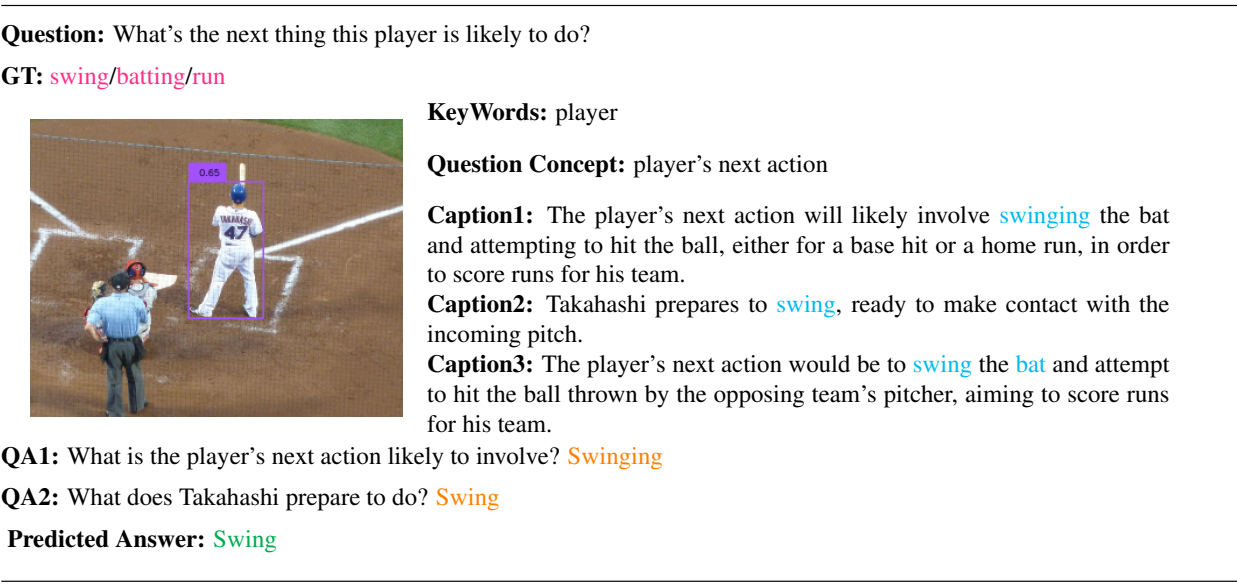 Question: What's the next thing this player is likely to do?
GT: swing/batting/run
KeyWords: player
0.65
TAKAHASHI
47
Question Concept: player's next action
Caption1: The player's next action will likely involve swinging the bat
and attempting to hit the ball, either for a base hit or a home run, in order
to score runs for his team.
Caption2: Takahashi prepares to swing, ready to make contact with the
incoming pitch.
Caption3: The player's next action would be to swing the bat and attempt
to hit the ball thrown by the opposing team's pitcher, aiming to score runs
for his team.
QA1: What is the player's next action likely to involve? Swinging
QA2: What does Takahashi prepare to do? Swing
Predicted Answer: Swing